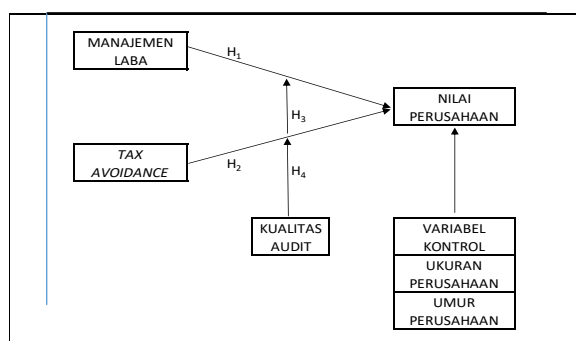 MANAJEMEN
LABA
H1
NILAI
PERUSAHAAN
H3
TAX
AVOIDANCE
H2
H4
KUALITAS
AUDIT
VARIABEL
KONTROL
UKURAN
PERUSAHAAN
UMUR
PERUSAHAAN